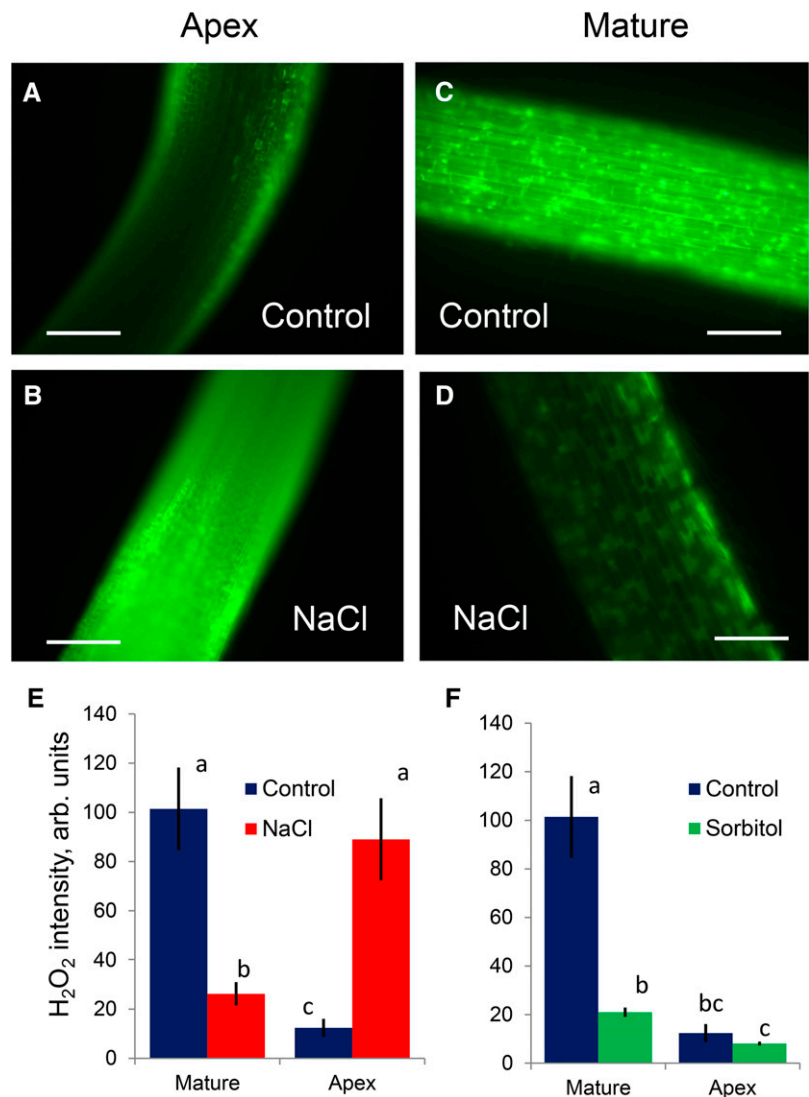 Apex
Mature
A
Control
C
Control
B
NaCl
D
NaCl
E
140
120
100
80
60
40
20
0
H₂O₂ intensity, arb. units
a
b
c
a
Control
NaCl
Mature
Apex
F
140
120
100
80
60
40
20
0
a
b
bc
c
Control
Sorbitol
Mature
Apex